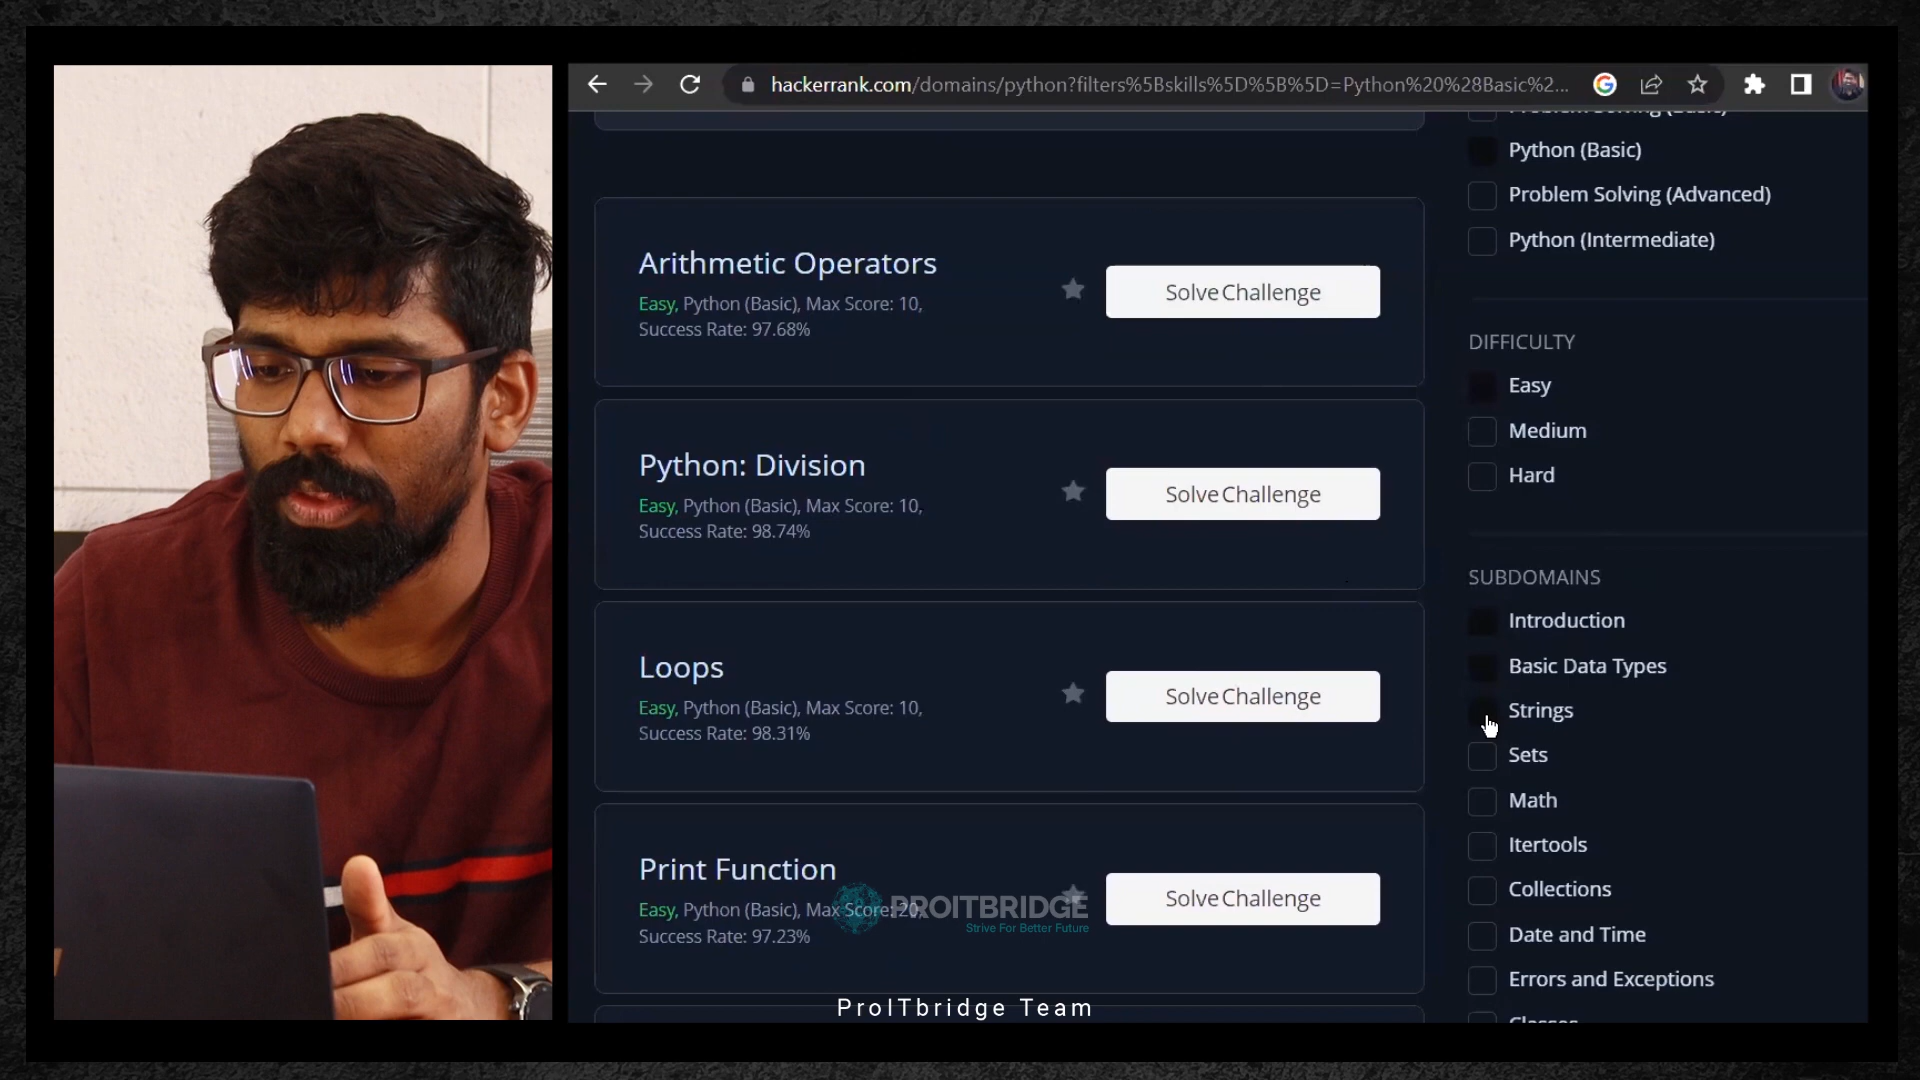 hackerrank.com/domains/python?filters%5Bskills%5D%5B%5D=Python%20%28Basic%2...
Problem Solving (Basic)
Python (Basic)
Problem Solving (Advanced)
Python (Intermediate)
DIFFICULTY
Easy
Medium
Hard
SUBDOMAINS
Introduction
Basic Data Types
Strings
Sets
Math
Itertools
Collections
Date and Time
Errors and Exceptions
Classes
Arithmetic Operators
Easy, Python (Basic), Max Score: 10,
Success Rate: 97.68%
Solve Challenge
Python: Division
Easy, Python (Basic), Max Score: 10,
Success Rate: 98.74%
Solve Challenge
Loops
Easy, Python (Basic), Max Score: 10,
Success Rate: 98.31%
Solve Challenge
Print Function
Easy, Python (Basic), Max Score: 20,
Success Rate: 97.23%
Solve Challenge
PROITBRIDGE
Strive For Better Future
ProITbridge Team